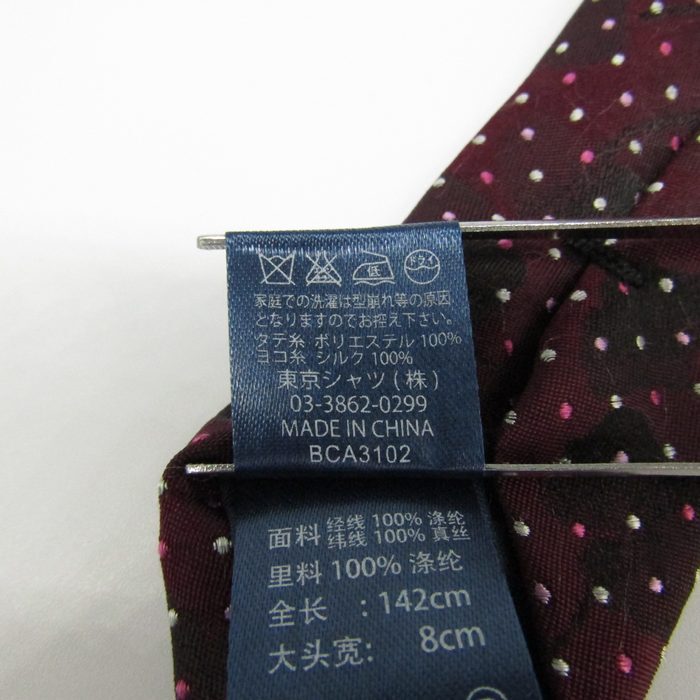 低 ドライ
家庭での洗濯は型崩れ等の原因
となりますのでお控え下さい。
タテ糸 ポリエステル 100%
ヨコ糸 シルク 100%
東京シャツ(株)
03-3862-0299
MADE IN CHINA
BCA3102
面料 经线 100% 涤纶
纬线 100% 真丝
里料 100% 涤纶
全长 : 142cm
大头宽: 8cm